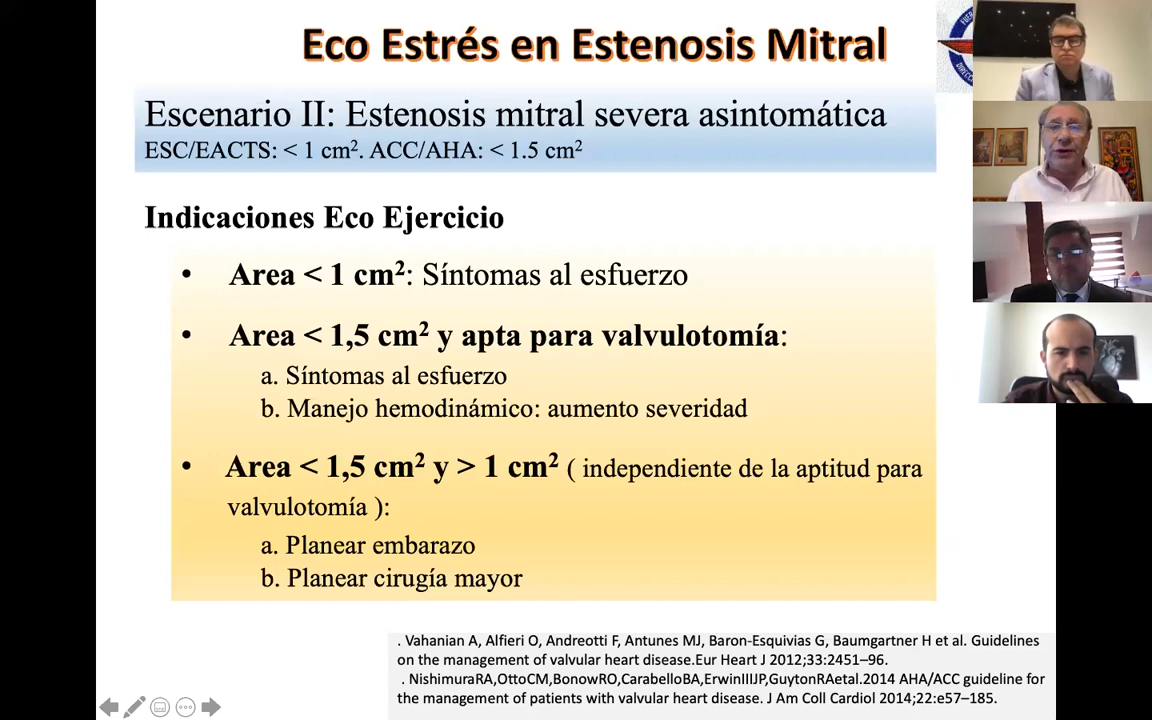 Eco Estrés en Estenosis Mitral
Escenario II: Estenosis mitral severa asintomática
ESC/EACTS: < 1 cm². ACC/AHA: < 1.5 cm²
Indicaciones Eco Ejercicio
• Area < 1 cm²: Síntomas al esfuerzo
• Area < 1,5 cm² y apta para valvulotomía:
a. Síntomas al esfuerzo
b. Manejo hemodinámico: aumento severidad
• Area < 1,5 cm² y > 1 cm² ( independiente de la aptitud para
valvulotomía ):
a. Planear embarazo
b. Planear cirugía mayor
. Vahanian A, Alfieri O, Andreotti F, Antunes MJ, Baron-Esquivias G, Baumgartner H et al. Guidelines
on the management of valvular heart disease.Eur Heart J 2012;33:2451–96.
. NishimuraRA,OttoCM,BonowRO,CarabelloBA,ErwinIIIJP,GuytonRAetal.2014 AHA/ACC guideline for
the management of patients with valvular heart disease. J Am Coll Cardiol 2014;22:e57–185.